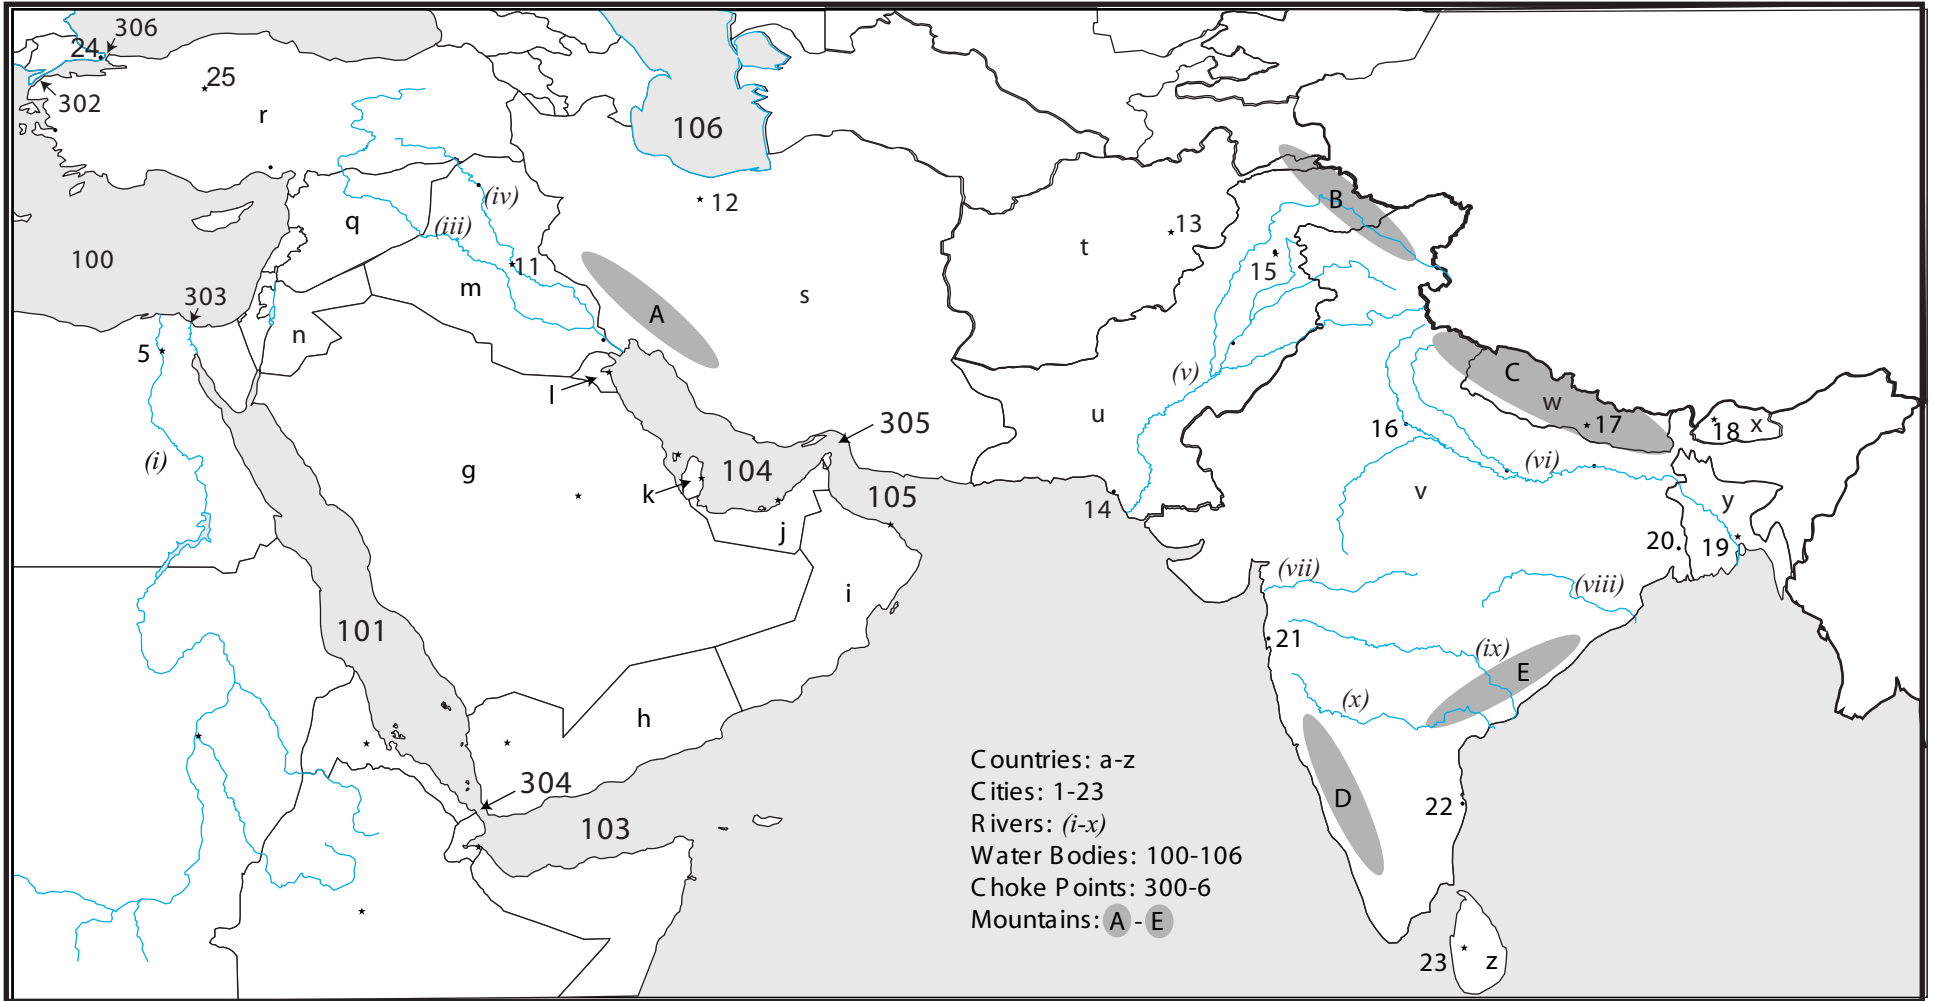 306
24
25
302
r
106
B
12
(iv)
q
(iii)
13
t
11
15
100
m
s
303
A
n
5
(v)
C
l
w
u
305
16
17
18 x
(i)
g
(vi)
104
k
105
v
y
14
j
20
19
(vii)
(viii)
i
101
21
(ix)
E
(x)
h
304
D
22
103
Countries: a-z
Cities: 1-23
Rivers: (i-x)
Water Bodies: 100-106
Choke Points: 300-6
Mountains: A - E
23
z